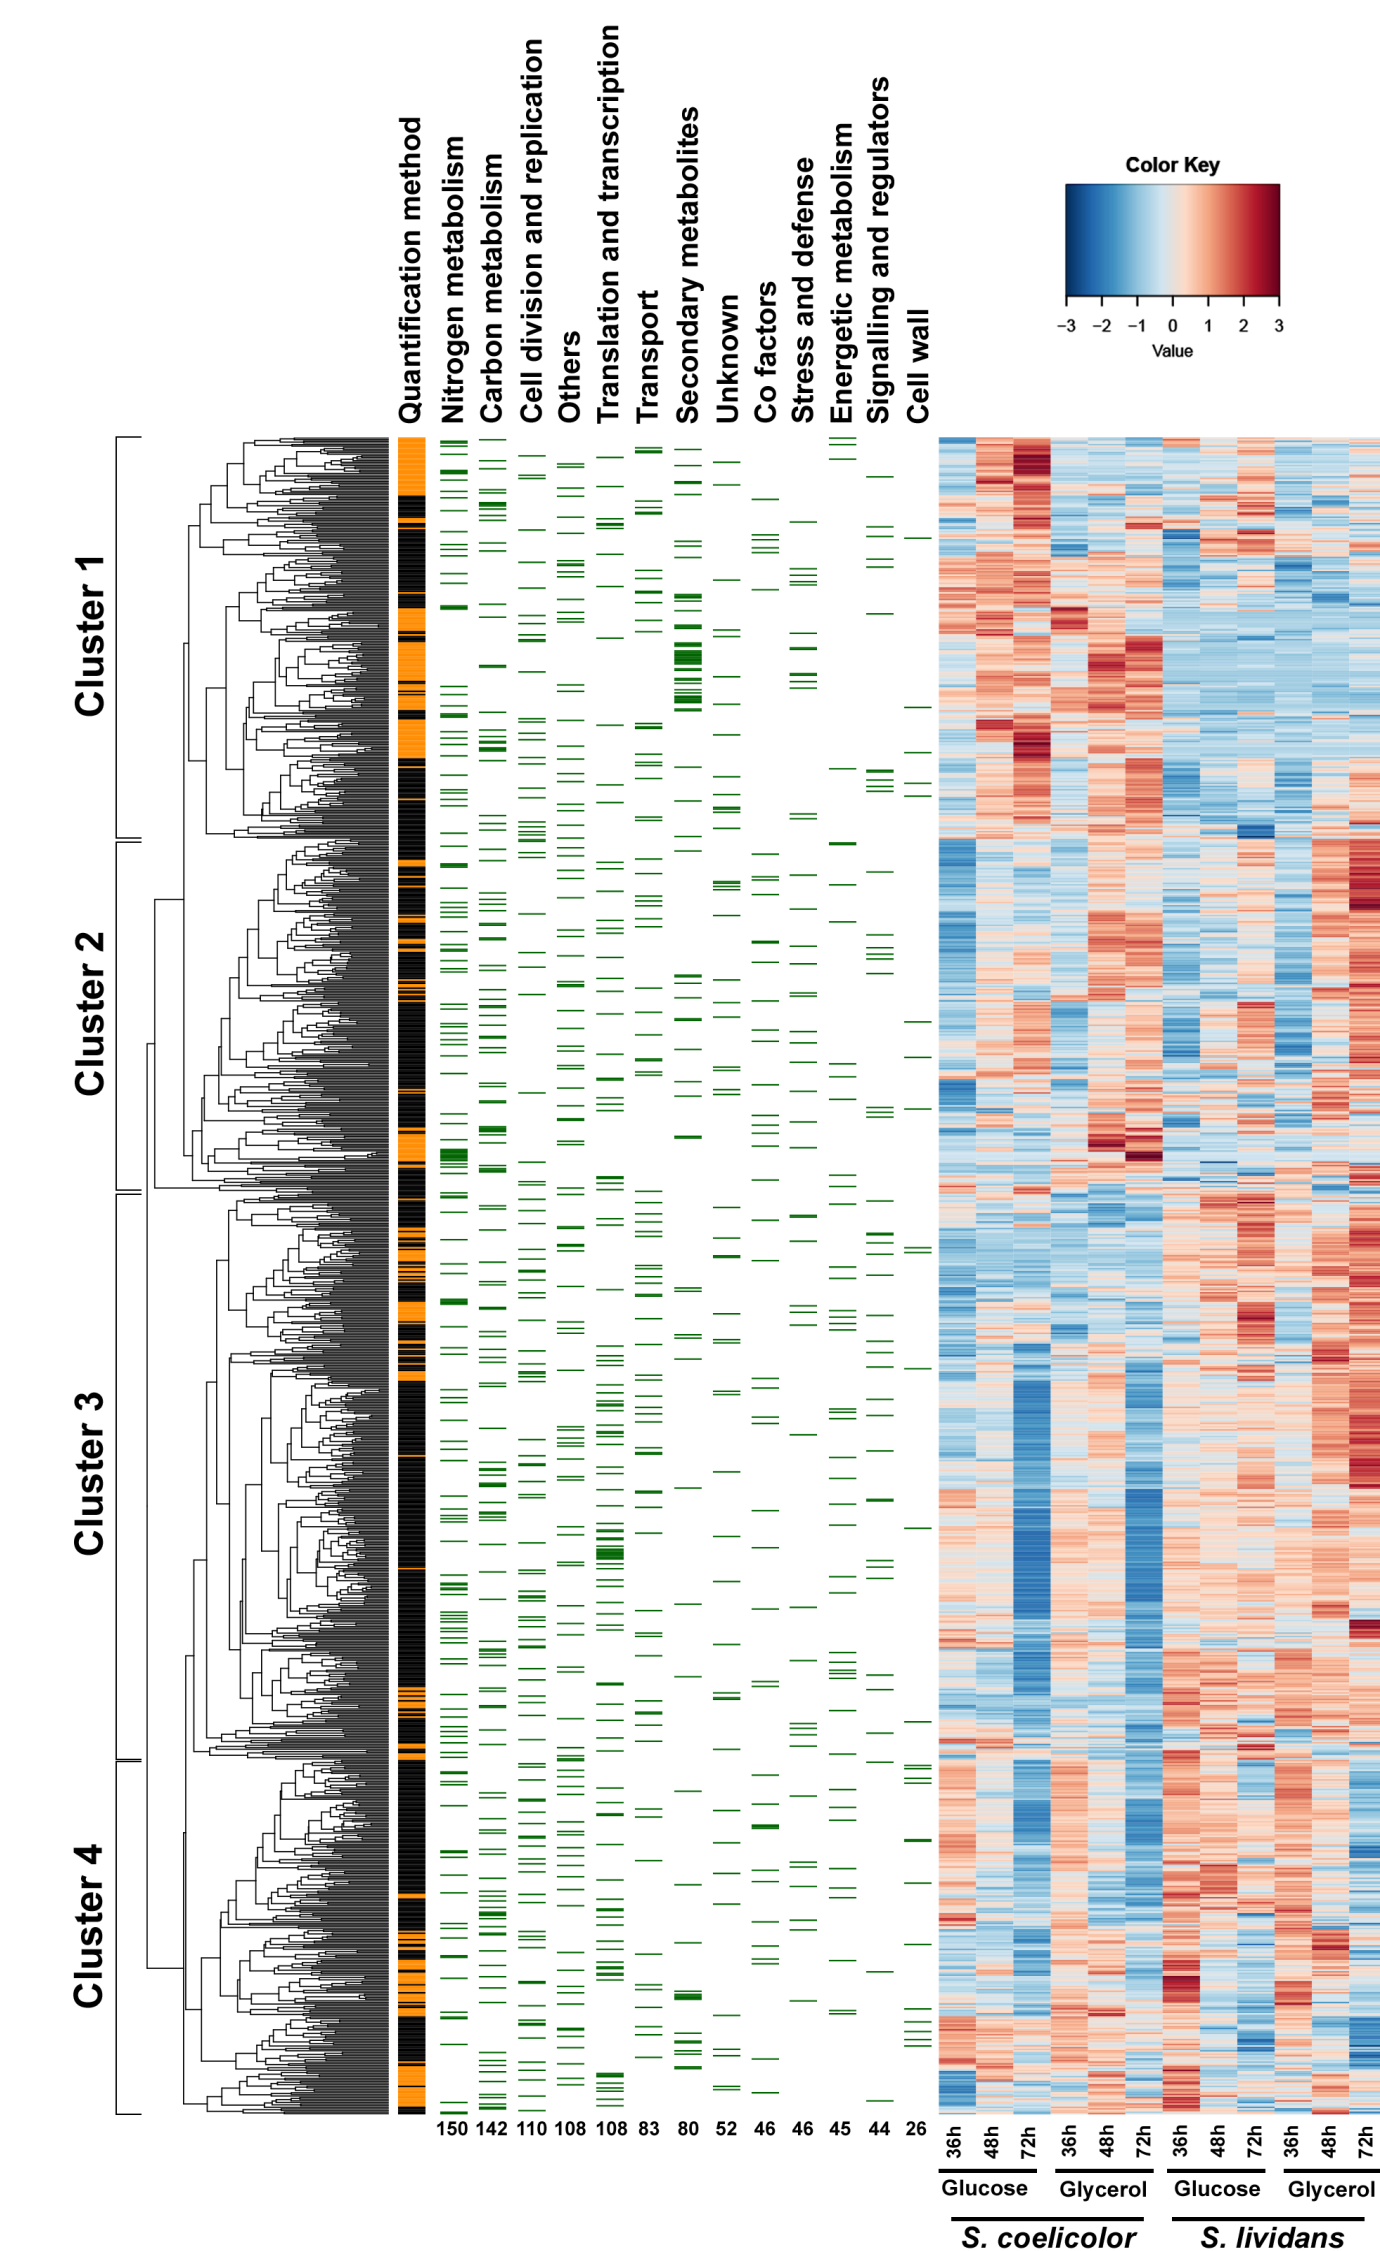 Quantification method
Nitrogen metabolism
Carbon metabolism
Cell division and replication
Others
Translation and transcription
Transport
Secondary metabolites
Unknown
Co factors
Stress and defense
Energetic metabolism
Signalling and regulators
Cell wall
Color Key
−3 −2 −1 0 1 2 3
Value
Cluster 1
Cluster 2
Cluster 3
Cluster 4
150 142 110 108 108 83 80 52 46 46 45 44 26
36h 48h 72h 36h 48h 72h 36h 48h 72h 36h 48h 72h
Glucose Glycerol Glucose Glycerol
S. coelicolor S. lividans